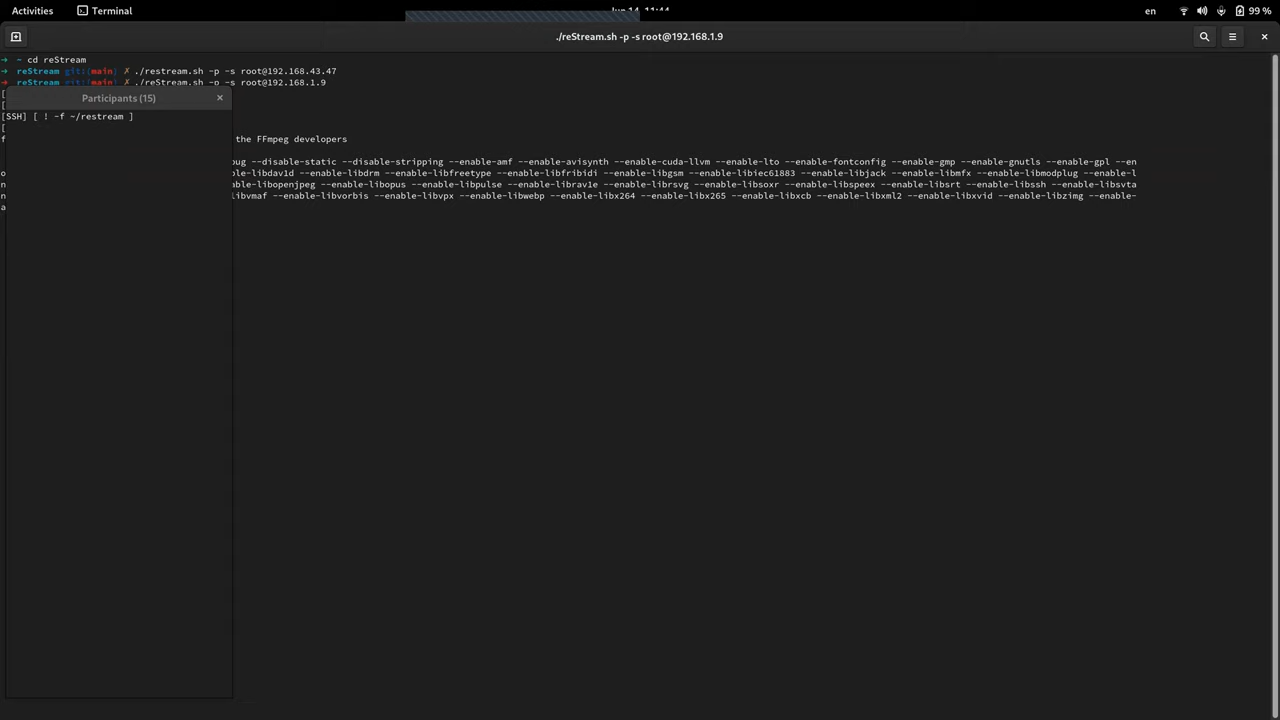 Activities
Terminal
Jun 14, 11:44
en
99 %
./reStream.sh -p -s root@192.168.1.9
→ ~ cd reStream
→ reStream git:(main) ✗ ./restream.sh -p -s root@192.168.43.47
→ reStream git:(main) ✗ ./reStream.sh -p -s root@192.168.1.9
[
Participants (15)
[
[SSH] [ ! -f ~/restream ]
[
f
the FFmpeg developers
bug --disable-static --disable-stripping --enable-amf --enable-avisynth --enable-cuda-llvm --enable-lto --enable-fontconfig --enable-gmp --enable-gnutls --enable-gpl --en
o
-enable-libdav1d --enable-libdrm --enable-libfreetype --enable-libfribidi --enable-libgsm --enable-libiec61883 --enable-libjack --enable-libmfx --enable-libmodplug --enable-l
n
enable-libopenjpeg --enable-libopus --enable-libpulse --enable-librav1e --enable-librsvg --enable-libsoxr --enable-libspeex --enable-libsrt --enable-libssh --enable-libsvta
n
libvmaf --enable-libvorbis --enable-libvpx --enable-libwebp --enable-libx264 --enable-libx265 --enable-libxcb --enable-libxml2 --enable-libxvid --enable-libzimg --enable-
a